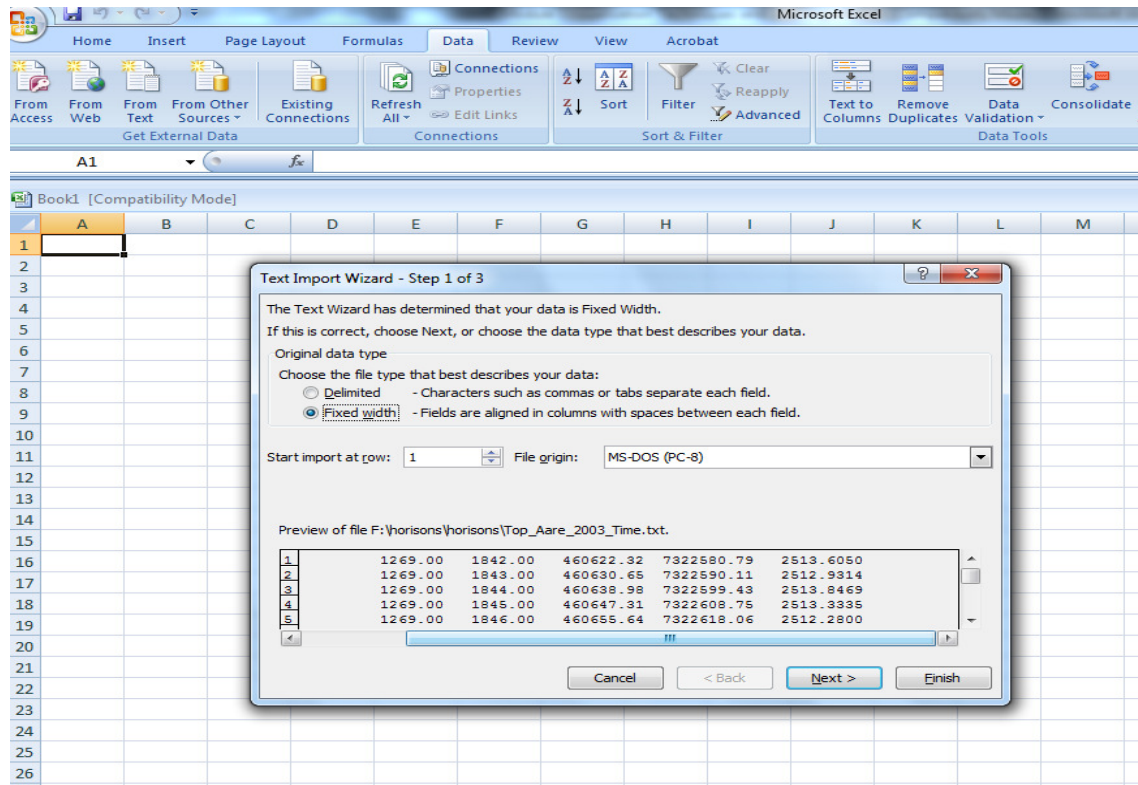 Microsoft Excel
Home Insert Page Layout Formulas Data Review View Acrobat
From Access
From Web
From Text
From Other Sources
Existing Connections
Get External Data
Refresh All
Connections
Properties
Edit Links
Connections
Sort
Filter
Clear
Reapply
Advanced
Sort & Filter
Text to Columns
Remove Duplicates
Data Validation
Consolidate
Data Tools
A1 fx
Book1 [Compatibility Mode]
A B C D E F G H I J K L M
1
2
3
4
5
6
7
8
9
10
11
12
13
14
15
16
17
18
19
20
21
22
23
24
25
26
Text Import Wizard - Step 1 of 3
The Text Wizard has determined that your data is Fixed Width.
If this is correct, choose Next, or choose the data type that best describes your data.
Original data type
Choose the file type that best describes your data:
Delimited - Characters such as commas or tabs separate each field.
Fixed width - Fields are aligned in columns with spaces between each field.
Start import at row: 1 File origin: MS-DOS (PC-8)
Preview of file F:\horisons\horisons\Top_Aare_2003_Time.txt.
1 1269.00 1842.00 460622.32 7322580.79 2513.6050
2 1269.00 1843.00 460630.65 7322590.11 2512.9314
3 1269.00 1844.00 460638.98 7322599.43 2513.8469
4 1269.00 1845.00 460647.31 7322608.75 2513.3335
5 1269.00 1846.00 460655.64 7322618.06 2512.2800
Cancel < Back Next > Finish